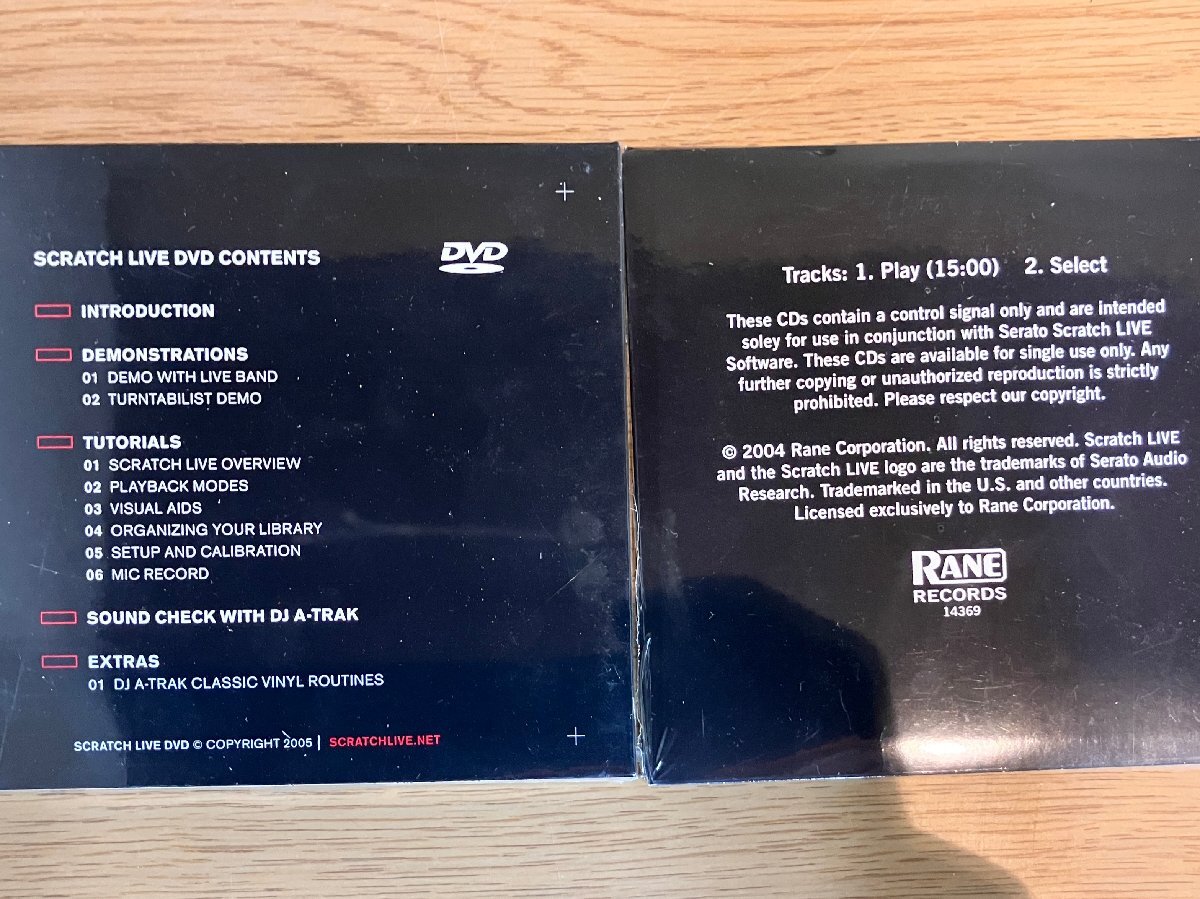 SCRATCH LIVE DVD CONTENTS
DVD
INTRODUCTION
DEMONSTRATIONS
01 DEMO WITH LIVE BAND
02 TURNTABILIST DEMO
TUTORIALS
01 SCRATCH LIVE OVERVIEW
02 PLAYBACK MODES
03 VISUAL AIDS
04 ORGANIZING YOUR LIBRARY
05 SETUP AND CALIBRATION
06 MIC RECORD
SOUND CHECK WITH DJ A-TRAK
EXTRAS
01 DJ A-TRAK CLASSIC VINYL ROUTINES
SCRATCH LIVE DVD © COPYRIGHT 2005 | SCRATCHLIVE.NET
Tracks: 1. Play (15:00) 2. Select
These CDs contain a control signal only and are intended
soley for use in conjunction with Serato Scratch LIVE
Software. These CDs are available for single use only. Any
further copying or unauthorized reproduction is strictly
prohibited. Please respect our copyright.
© 2004 Rane Corporation. All rights reserved. Scratch LIVE
and the Scratch LIVE logo are the trademarks of Serato Audio
Research. Trademarked in the U.S. and other countries.
Licensed exclusively to Rane Corporation.
RANE
RECORDS
14369